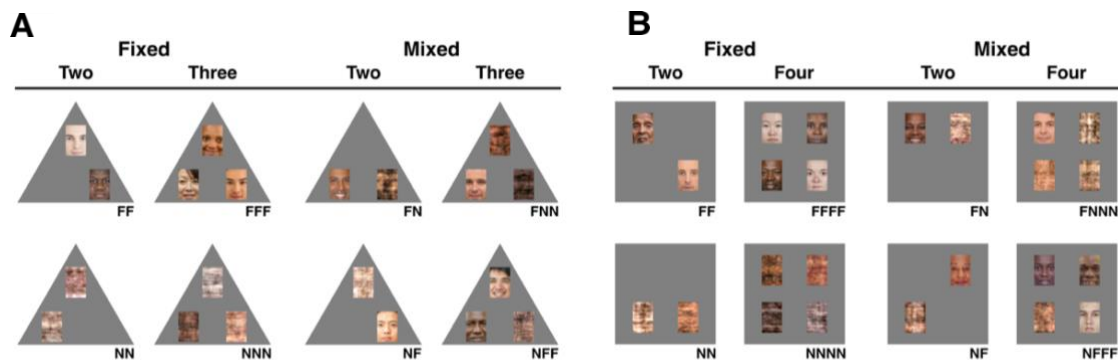 A
Fixed Mixed
Two Three Two Three
FF FFF FN FNN
NN NNN NF NFF
B
Fixed Mixed
Two Four Two Four
FF FFFF FN FNNN
NN NNNN NF NFFF